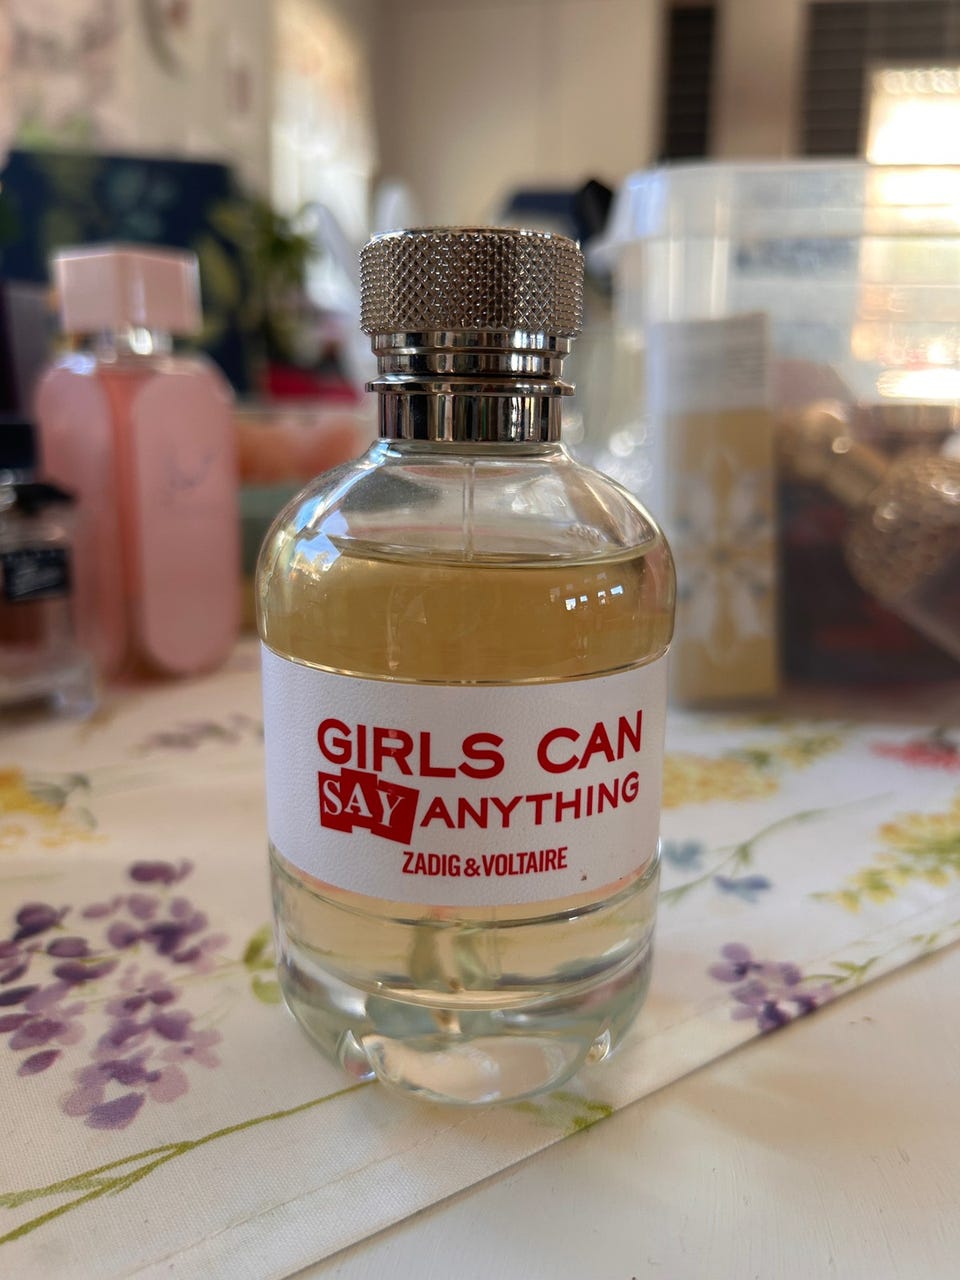 GIRLS CAN
SAY ANYTHING
ZADIG & VOLTAIRE